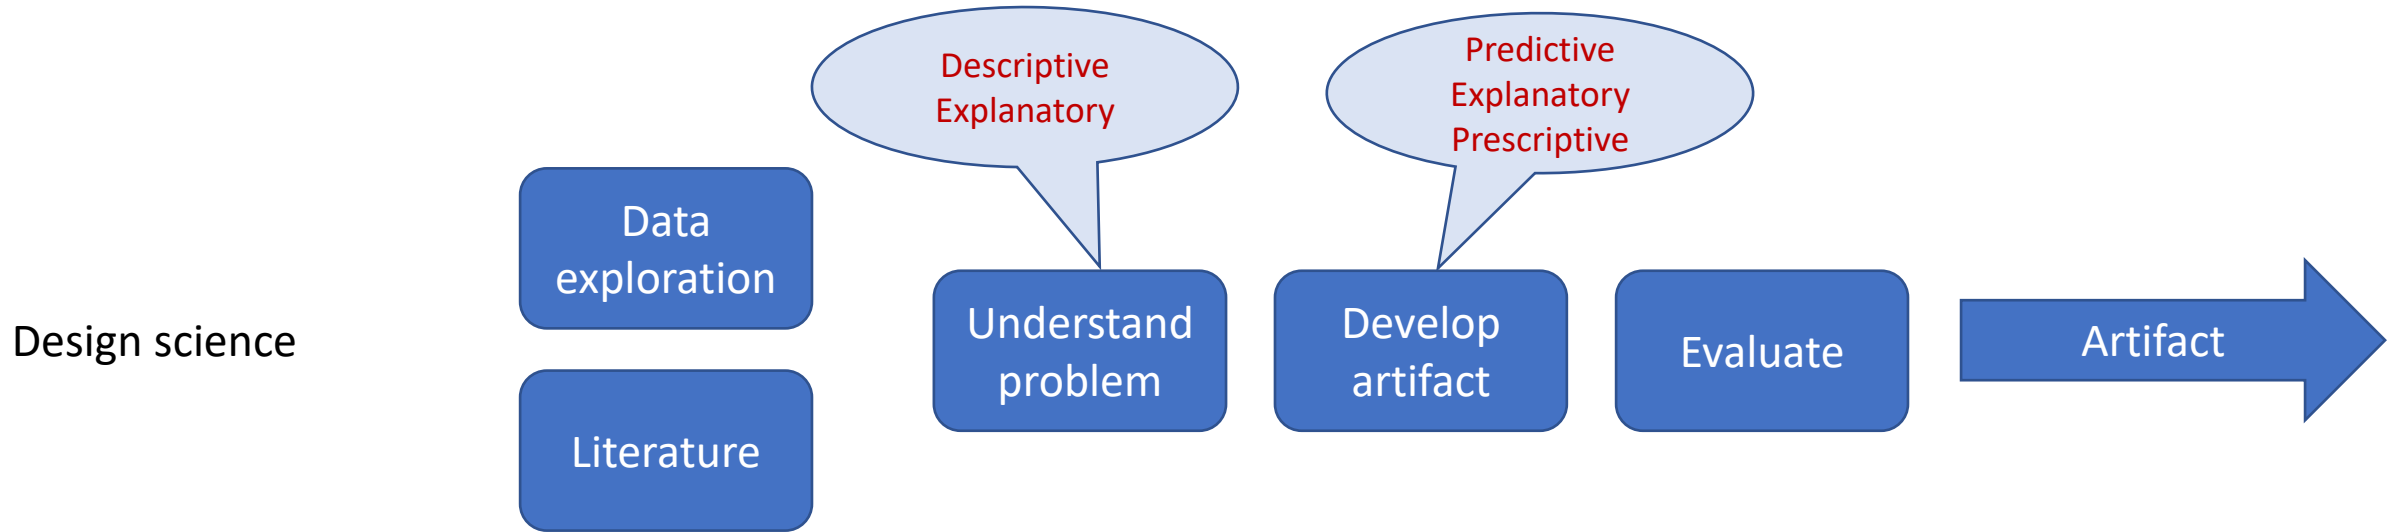 Design science
Data
exploration
Literature
Descriptive
Explanatory
Understand
problem
Predictive
Explanatory
Prescriptive
Develop
artifact
Evaluate
Artifact